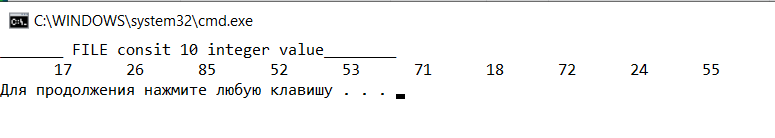 C:\WINDOWS\system32\cmd.exe
_______ FILE consit 10 integer value________
17 26 85 52 53 71 18 72 24 55
Для продолжения нажмите любую клавишу . . .